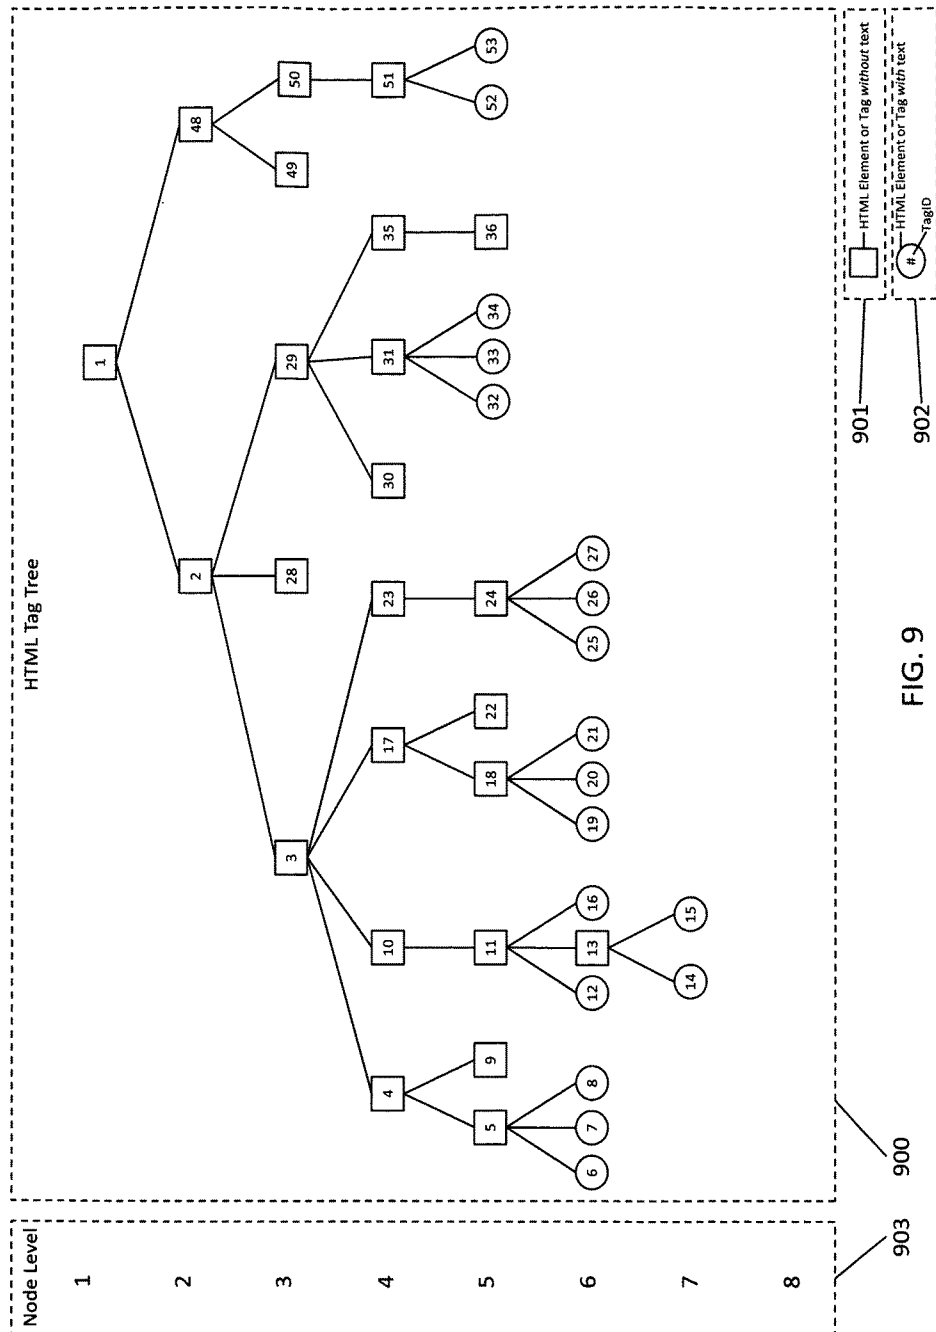 HTML Tag Tree
Node Level
1
1
2
2 48
3
3 28 29 49 50
4
4 10 17 23 30 31 35 51
5
5 9 11 18 22 24 32 33 34 36 52 53
6
6 7 8 12 13 16 19 20 21 25 26 27
7
14 15
8
HTML Element or Tag without text
# HTML Element or Tag with text
TagID
901
902
903
900
FIG. 9